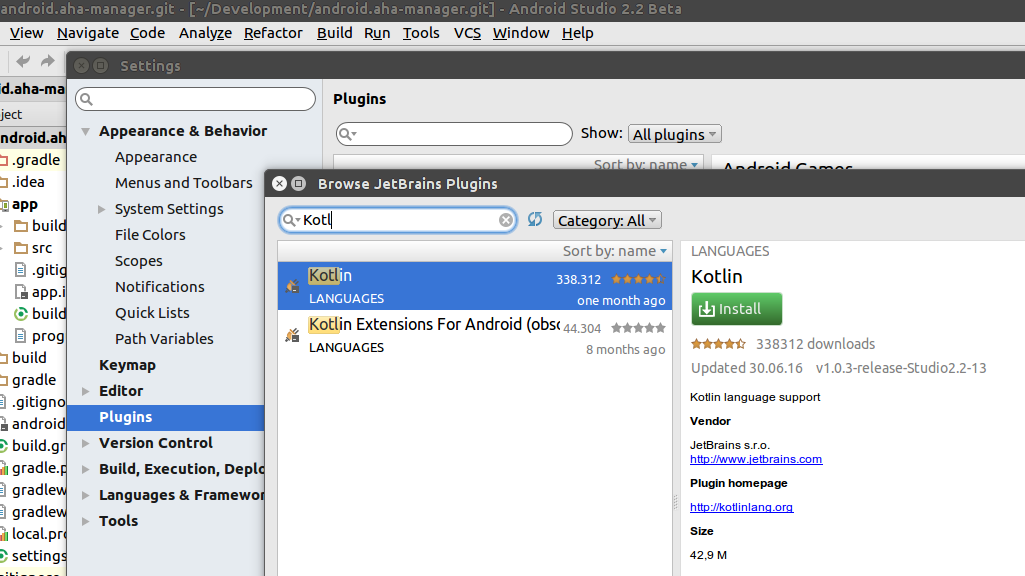 android.aha-manager.git - [~/Development/android.aha-manager.git] - Android Studio 2.2 Beta
View Navigate Code Analyze Refactor Build Run Tools VCS Window Help
Settings
id.aha-ma
ject
ndroid.ah
.gradle
.idea
app
build
src
.gitig
app.i
build
prog
build
gradle
.gitigno
android
build.gr
gradle.p
gradlew
gradlew
local.pro
settings
Appearance & Behavior
Appearance
Menus and Toolbars
System Settings
File Colors
Scopes
Notifications
Quick Lists
Path Variables
Keymap
Editor
Plugins
Version Control
Build, Execution, Deplo
Languages & Framewor
Tools
Plugins
Show: All plugins
Sort by: name
Android Games
Browse JetBrains Plugins
Kotl
Category: All
Sort by: name
Kotlin 338.312
LANGUAGES one month ago
Kotlin Extensions For Android (obsc 44.304
LANGUAGES 8 months ago
LANGUAGES
Kotlin
Install
338312 downloads
Updated 30.06.16 v1.0.3-release-Studio2.2-13
Kotlin language support
Vendor
JetBrains s.r.o.
http://www.jetbrains.com
Plugin homepage
http://kotlinlang.org
Size
42,9 M